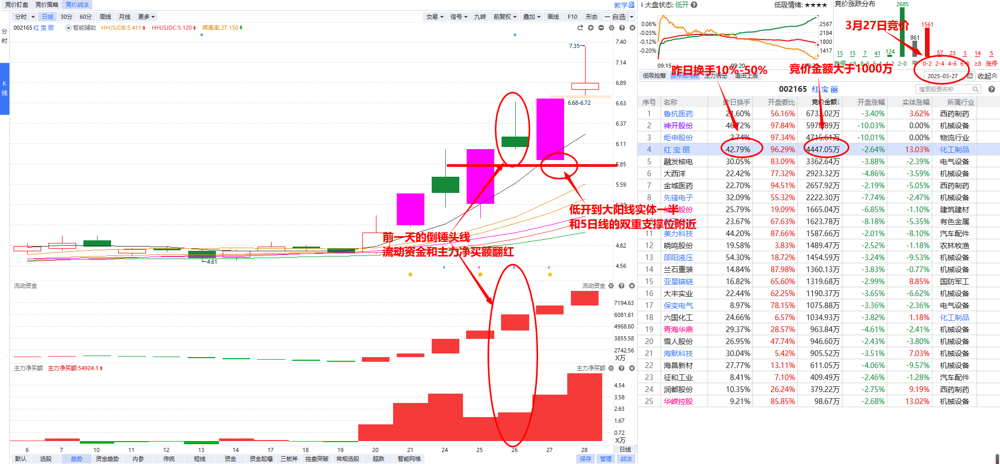 竞价盯盘 竞价策略 竞价战法
教学
分时 日线 30分 60分 周线 月线 更多
交易 信号 九转 前复权 叠加 画线 F10 形态 一自选
002165 红宝丽 智能辅助 HHJSJDB:5.411 HHJSJDC:5.120 乖离率:27.150
分时
K线
7.40
7.35
7.14
6.89
6.68-6.72
6.63
6.37
6.11
5.85
5.59
低开到大阳线实体一半
和5日线的双重支撑位附近
前一天的倒锤头线
流动资金和主力净买额翻红
4.82
4.61
4.56
流动资金
流动资金
7194.63
6081.61
4968.60
3855.58
2742.56
X万
主力净买额 主力净买额:54924.1
主力净买额
4.54
3.58
2.63
1.67
0.72
X万
6 7 10 11 12 13 14 17 18 19 20 21 24 25 26 27 28 日线
默认 选股 趋势 资金趋势 内参 传统 短线 资金 资金起爆 三板斧 控盘突破 常规选股 超跌 智能网格 保存 管理 战法
大盘状态: 低开 低吸情绪: ★★★★
0.06%
-0.03%
-0.12%
-0.20%
2567
2184
1800
1417
09:15 09:20
竞价涨跌分布
2685
3月27日竞价
1561
861
15 15 7 41 124 57 23 3 14 5
跌停 ≤8 8-6 6-4 4-2 2-0 平 0-2 2-4 4-6 6-8 ≥8 涨停
昨日换手10%-50%
竞价金额大于1000万
低吸抢筹 涨停回马枪 主力诱空 追击上涨
2025-03-27 收起
002165 红宝丽
搜索股票名称
序号 名称 昨日换手 开盘委比 竞价金额 开盘涨幅 实体涨幅 所属行业
1 鲁抗医药 21.60% 56.16% 6731.02万 -3.40% 3.62% 西药制药
2 神开股份 46.72% 97.84% 5970.89万 -10.03% 0.00% 机械设备
3 炬申股份 2.74% 97.34% 4715.61万 -10.01% 0.00% 物流行业
4 红宝丽 42.79% 96.29% 4447.05万 -2.64% 13.03% 化工制品
5 融发核电 30.05% 83.09% 3362.64万 -3.88% -2.39% 电气设备
6 大西洋 22.42% 77.32% 2923.32万 -4.86% -3.59% 机械设备
7 金城医药 22.70% 94.51% 2657.92万 -2.19% -5.05% 西药制药
8 先锋电子 32.09% 55.32% 2222.30万 -7.74% -2.47% 机械设备
股份 25.79% 19.09% 1665.04万 -6.85% -1.10% 建筑建材
23.67% 67.63% 1623.78万 -8.18% -5.35% 有色金属
11 美力科技 44.20% 87.66% 1587.66万 -2.01% -8.10% 汽车配件
12 晓鸣股份 19.58% 3.83% 1489.47万 -2.52% -1.18% 农林牧渔
13 邵阳液压 54.30% 18.72% 1454.59万 -3.24% -9.53% 机械设备
14 兰石重装 14.84% 87.98% 1360.13万 -3.83% -0.77% 机械设备
15 亚星锚链 16.82% 65.60% 1319.68万 -2.99% 8.85% 国防军工
16 大丰实业 22.44% 62.25% 1190.37万 -3.65% -6.62% 机械设备
17 保变电气 8.97% 78.15% 1075.88万 -3.36% -2.36% 电气设备
18 六国化工 24.66% 6.57% 1034.93万 -3.82% 1.18% 化工制品
19 青海华鼎 29.37% 28.57% 963.84万 -4.61% -2.41% 机械设备
20 雪人股份 26.95% 47.74% 946.60万 -2.43% -3.80% 机械设备
21 海默科技 30.04% 5.42% 905.52万 -3.51% 7.03% 机械设备
22 海昌新材 27.77% 13.11% 611.05万 -4.06% -9.57% 机械设备
23 征和工业 8.41% 7.10% 409.49万 -2.46% -1.28% 汽车配件
24 润都股份 10.35% 26.24% 379.22万 -2.75% 9.19% 西药制药
25 华嵘控股 9.21% 85.85% 98.67万 -2.68% 13.02% 机械设备